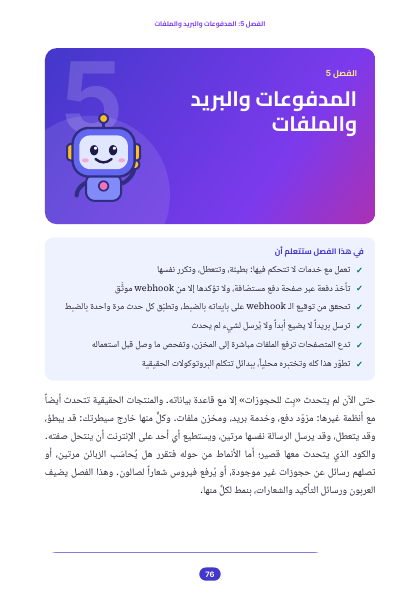 الفصل 5: المدفوعات والبريد والملفات
5
الفصل 5
المدفوعات والبريد
والملفات
في هذا الفصل ستتعلم أن
✓ تعمل مع خدمات لا تتحكم فيها: بطيئة، وتتعطل، وتكرر نفسها
✓ تأخذ دفعة عبر صفحة دفع مستضافة، ولا تؤكدها إلا من webhook موثَّق
✓ تتحقق من توقيع الـ webhook على بايتاته بالضبط، وتطبّق كل حدث مرة واحدة بالضبط
✓ ترسل بريداً لا يضيع أبداً ولا يُرسل لشيء لم يحدث
✓ تدع المتصفحات ترفع الملفات مباشرة إلى المخزن، وتفحص ما وصل قبل استعماله
✓ تطوّر هذا كله وتختبره محلياً، ببدائل تتكلم البروتوكولات الحقيقية
حتى الآن لم يتحدث «بِت للحجوزات» إلا مع قاعدة بياناته. والمنتجات الحقيقية تتحدث أيضاً
مع أنظمة غيرها: مزوّد دفع، وخدمة بريد، ومخزن ملفات. وكلٌّ منها خارج سيطرتك: قد يبطؤ،
وقد يتعطل، وقد يرسل الرسالة نفسها مرتين، ويستطيع أي أحد على الإنترنت أن ينتحل صفته.
والكود الذي يتحدث معها قصير؛ أما الأنماط من حوله فتقرر هل يُحاسَب الزبائن مرتين، أو
تصلهم رسائل عن حجوزات غير موجودة، أو يُرفع فيروس شعاراً لصالون. وهذا الفصل يضيف
العربون ورسائل التأكيد والشعارات، بنمط لكلٍّ منها.
76